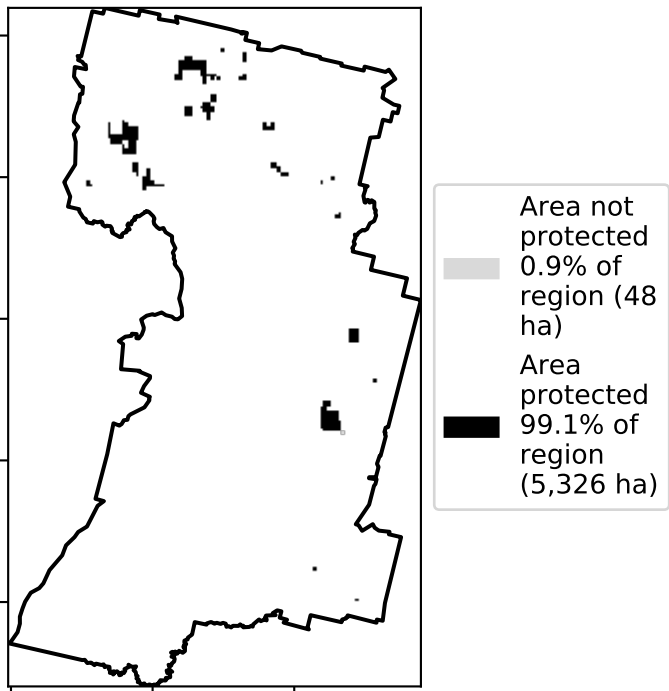 Area not
protected
0.9% of
region (48
ha)
Area
protected
99.1% of
region
(5,326 ha)